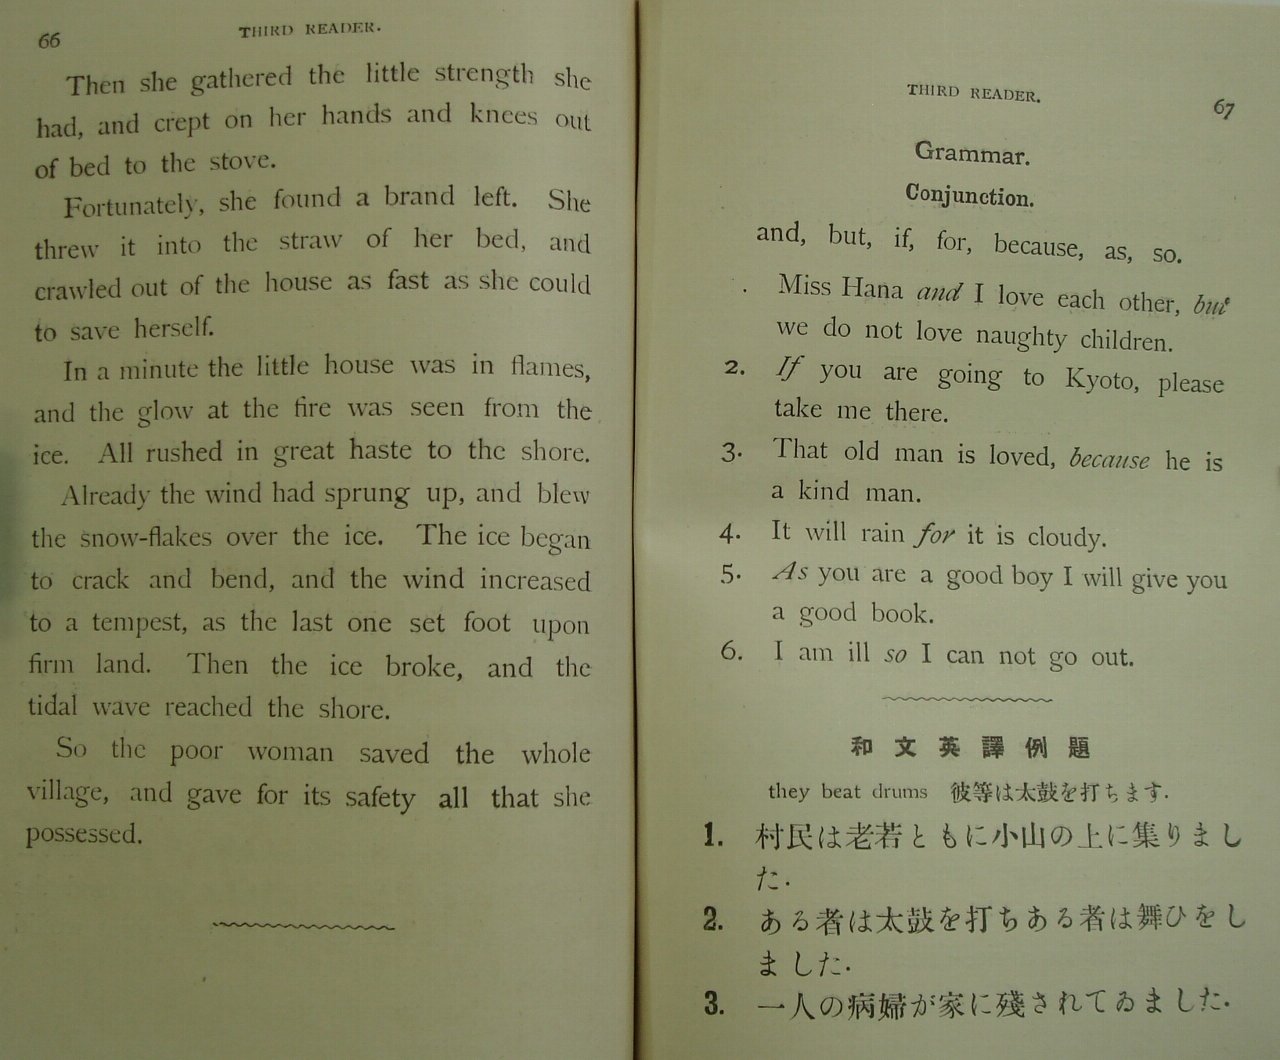 66
THIRD READER.
Then she gathered the little strength she
had, and crept on her hands and knees out
of bed to the stove.
Fortunately, she found a brand left. She
threw it into the straw of her bed, and
crawled out of the house as fast as she could
to save herself.
In a minute the little house was in flames,
and the glow at the fire was seen from the
ice. All rushed in great haste to the shore.
Already the wind had sprung up, and blew
the snow-flakes over the ice. The ice began
to crack and bend, and the wind increased
to a tempest, as the last one set foot upon
firm land. Then the ice broke, and the
tidal wave reached the shore.
So the poor woman saved the whole
village, and gave for its safety all that she
possessed.
THIRD READER.
67
Grammar.
Conjunction.
and, but, if, for, because, as, so.
. Miss Hana and I love each other, but
we do not love naughty children.
2. If you are going to Kyoto, please
take me there.
3. That old man is loved, because he is
a kind man.
4. It will rain for it is cloudy.
5. As you are a good boy I will give you
a good book.
6. I am ill so I can not go out.
和文英譯例題
they beat drums 彼等は太鼓を打ちます.
1. 村民は老若ともに小山の上に集りまし
た.
2. ある者は太鼓を打ちある者は舞ひをし
ました.
3. 一人の病婦が家に殘されてゐました.